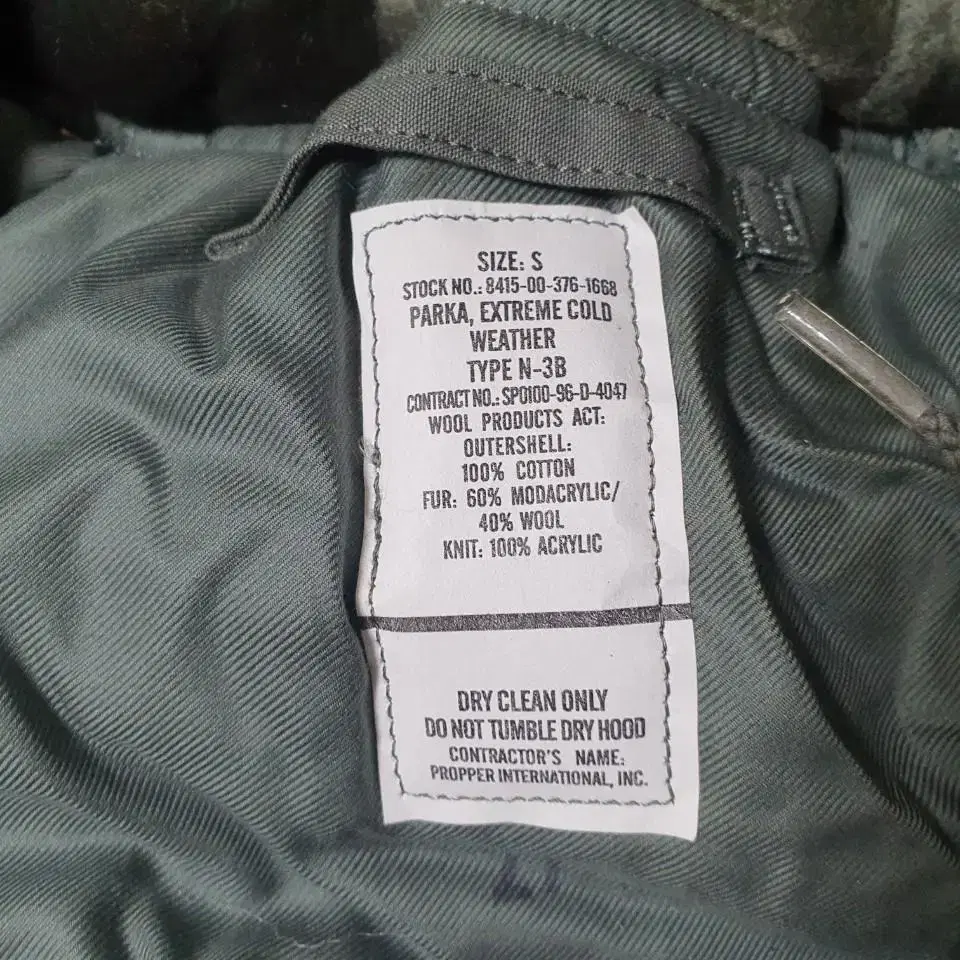 SIZE: S
STOCK NO.: 8415-00-376-1668
PARKA, EXTREME COLD
WEATHER
TYPE N-3B
CONTRACT NO.: SPO100-96-D-4047
WOOL PRODUCTS ACT:
OUTERSHELL:
100% COTTON
FUR: 60% MODACRYLIC/
40% WOOL
KNIT: 100% ACRYLIC
DRY CLEAN ONLY
DO NOT TUMBLE DRY HOOD
CONTRACTOR'S NAME:
PROPPER INTERNATIONAL, INC.